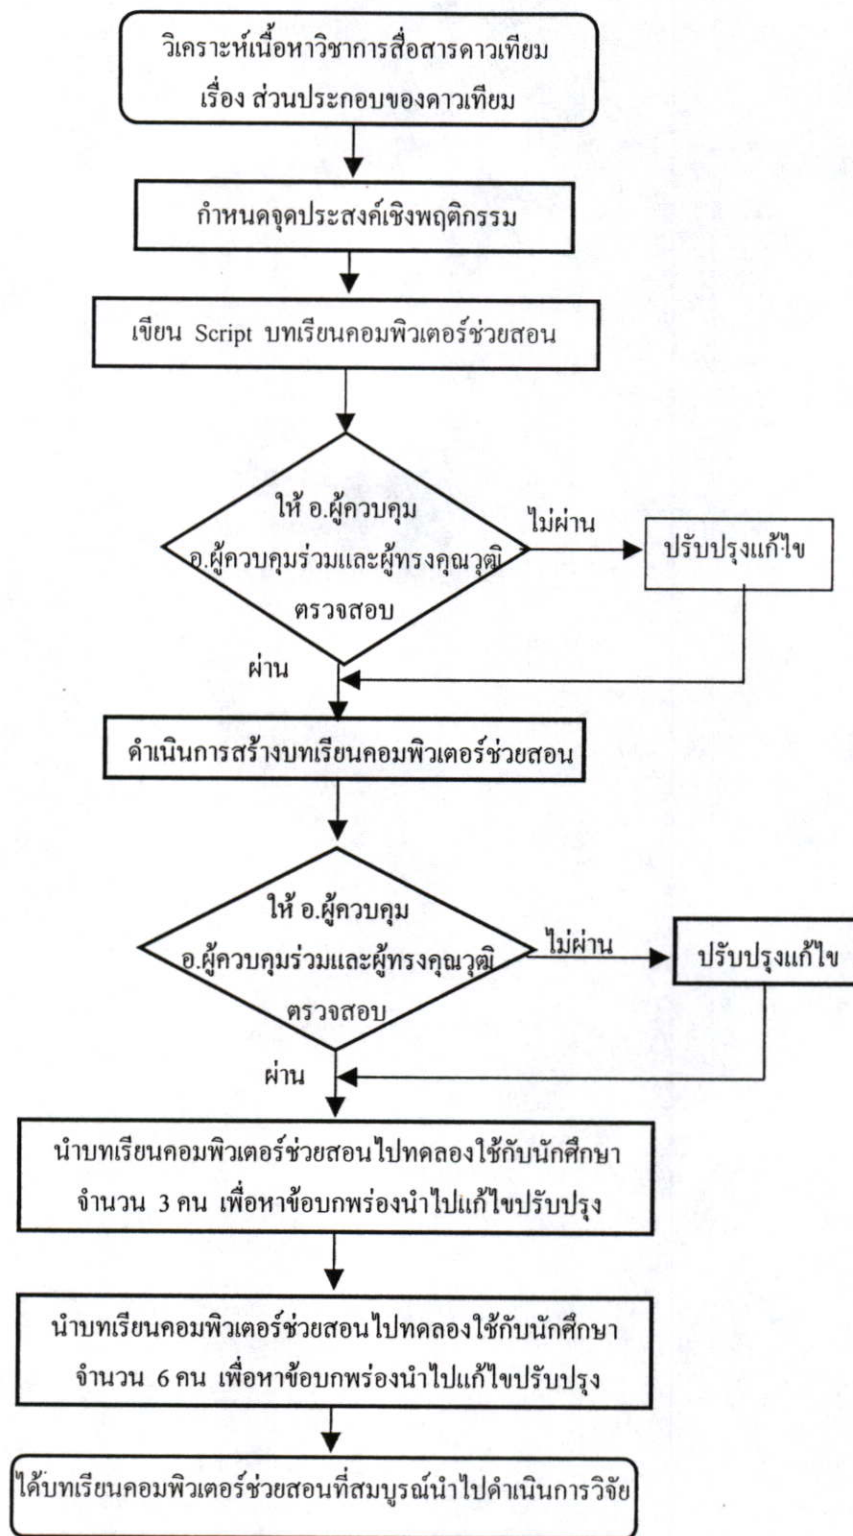 วิเคราะห์เนื้อหาวิชาการสื่อสารดาวเทียม
เรื่อง ส่วนประกอบของดาวเทียม
กำหนดจุดประสงค์เชิงพฤติกรรม
เขียน Script บทเรียนคอมพิวเตอร์ช่วยสอน
ให้ อ.ผู้ควบคุม
อ.ผู้ควบคุมร่วมและผู้ทรงคุณวุฒิ
ตรวจสอบ
ไม่ผ่าน
ปรับปรุงแก้ไข
ผ่าน
ดำเนินการสร้างบทเรียนคอมพิวเตอร์ช่วยสอน
ให้ อ.ผู้ควบคุม
อ.ผู้ควบคุมร่วมและผู้ทรงคุณวุฒิ
ตรวจสอบ
ไม่ผ่าน
ปรับปรุงแก้ไข
ผ่าน
นำบทเรียนคอมพิวเตอร์ช่วยสอนไปทดลองใช้กับนักศึกษา
จำนวน 3 คน เพื่อหาข้อบกพร่องนำไปแก้ไขปรับปรุง
นำบทเรียนคอมพิวเตอร์ช่วยสอนไปทดลองใช้กับนักศึกษา
จำนวน 6 คน เพื่อหาข้อบกพร่องนำไปแก้ไขปรับปรุง
ได้บทเรียนคอมพิวเตอร์ช่วยสอนที่สมบูรณ์นำไปดำเนินการวิจัย